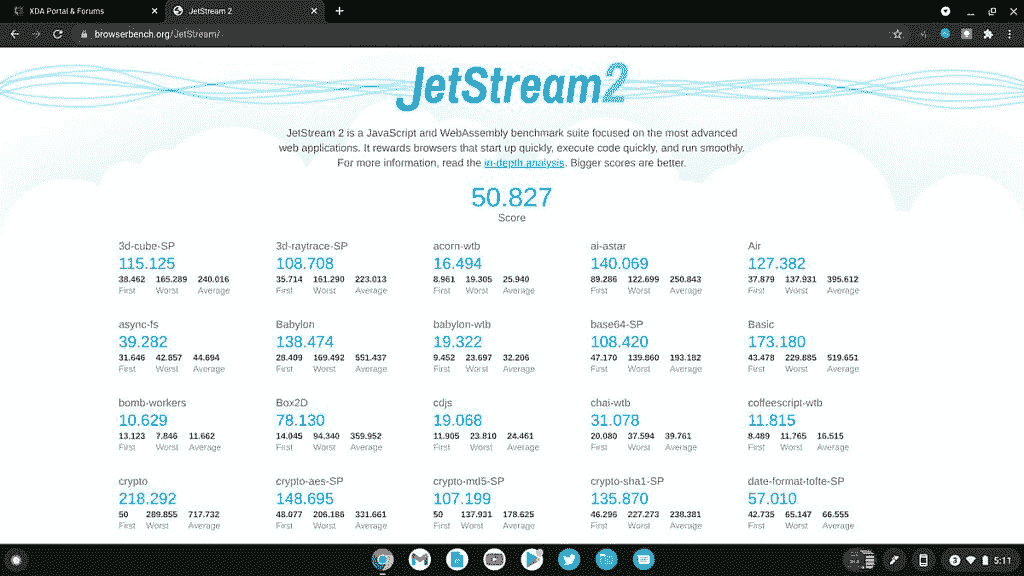 XDA Portal & Forums
JetStream 2
browserbench.org/JetStream/
JetStream2
JetStream 2 is a JavaScript and WebAssembly benchmark suite focused on the most advanced
web applications. It rewards browsers that start up quickly, execute code quickly, and run smoothly.
For more information, read the in-depth analysis. Bigger scores are better.
50.827
Score
3d-cube-SP 3d-raytrace-SP acorn-wtb ai-astar Air
115.125 108.708 16.494 140.069 127.382
38.462 165.289 240.016 35.714 161.290 223.013 8.961 19.305 25.940 89.286 122.699 250.843 37.879 137.931 395.612
First Worst Average First Worst Average First Worst Average First Worst Average First Worst Average
async-fs Babylon babylon-wtb base64-SP Basic
39.282 138.474 19.322 108.420 173.180
31.646 42.857 44.694 28.409 169.492 551.437 9.452 23.697 32.206 47.170 139.860 193.182 43.478 229.885 519.651
First Worst Average First Worst Average First Worst Average First Worst Average First Worst Average
bomb-workers Box2D cdjs chai-wtb coffeescript-wtb
10.629 78.130 19.068 31.078 11.815
13.123 7.846 11.662 14.045 94.340 359.952 11.905 23.810 24.461 20.080 37.594 39.761 8.489 11.765 16.515
First Worst Average First Worst Average First Worst Average First Worst Average First Worst Average
crypto crypto-aes-SP crypto-md5-SP crypto-sha1-SP date-format-tofte-SP
218.292 148.695 107.199 135.870 57.010
50 289.855 717.732 48.077 206.186 331.661 50 137.931 178.625 46.296 227.273 238.381 42.735 65.147 66.555
First Worst Average First Worst Average First Worst Average First Worst Average First Worst Average
3 5:11